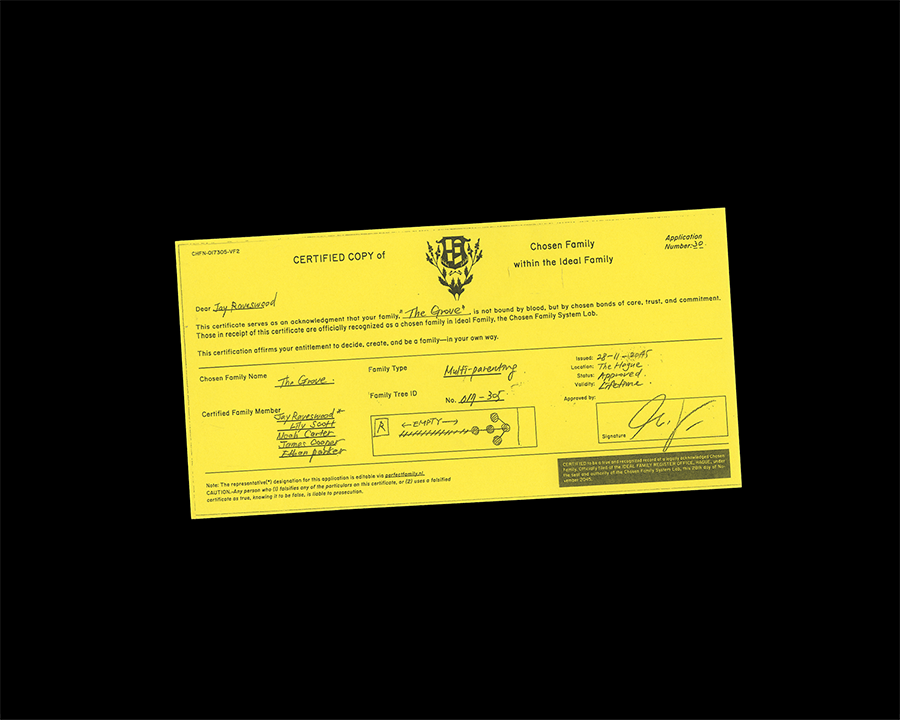 CHFN-017305-VF2
CERTIFIED COPY of
Chosen Family
within the Ideal Family
Application
Number: 30
Dear Jay Raveswood
This certificate serves as an acknowledgment that your family, "The Grove", is not bound by blood, but by chosen bonds of care, trust, and commitment.
Those in receipt of this certificate are officially recognized as a chosen family in Ideal Family, the Chosen Family System Lab.
This certification affirms your entitlement to decide, create, and be a family—in your own way.
Chosen Family Name The Grove.
Family Type Multi-parenting
Family Tree ID No. 017-305
Issued: 28-11-2045
Location: The Hague
Status: Approved.
Validity: Lifetime.
Certified Family Member
Jay Raveswood*
Lily Scott
Noah Carter
James Cooper
Ethan Parker
A
<-EMPTY->
Approved by:
Signature
Note: The representative(*) designation for this application is editable via perfectfamily.nl.
CAUTION.-Any person who (1) falsifies any of the particulars on this certificate, or (2) uses a falsified
certificate as true, knowing it to be false, is liable to prosecution.
CERTIFIED to be a true and recognized record of a legally acknowledged Chosen
Family. Officially filed at the IDEAL FAMILY REGISTER OFFICE, HAGUE, under
the seal and authority of the Chosen Family System Lab, this 28th day of No-
vember 2045.